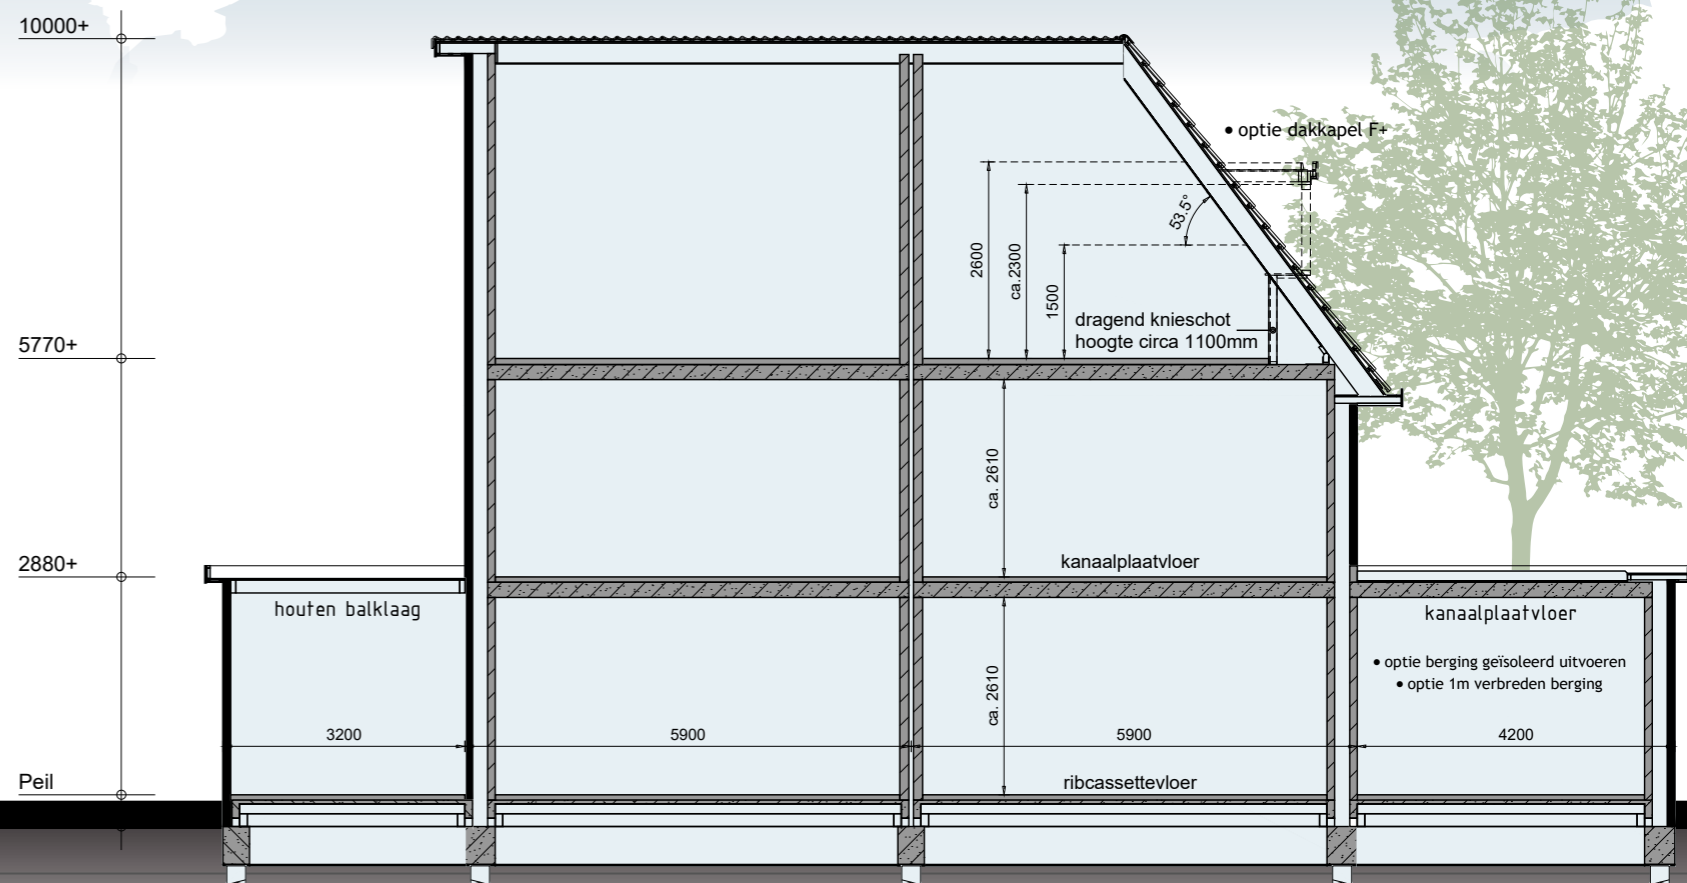 10000+
• optie dakkapel F+
53.5°
2600
ca.2300
1500
dragend knieschot
hoogte circa 1100mm
5770+
ca. 2610
kanaalplaatvloer
2880+
houten balklaag
kanaalplaatvloer
• optie berging geïsoleerd uitvoeren
• optie 1m verbreden berging
ca. 2610
3200
5900
5900
4200
Peil
ribcassettevloer